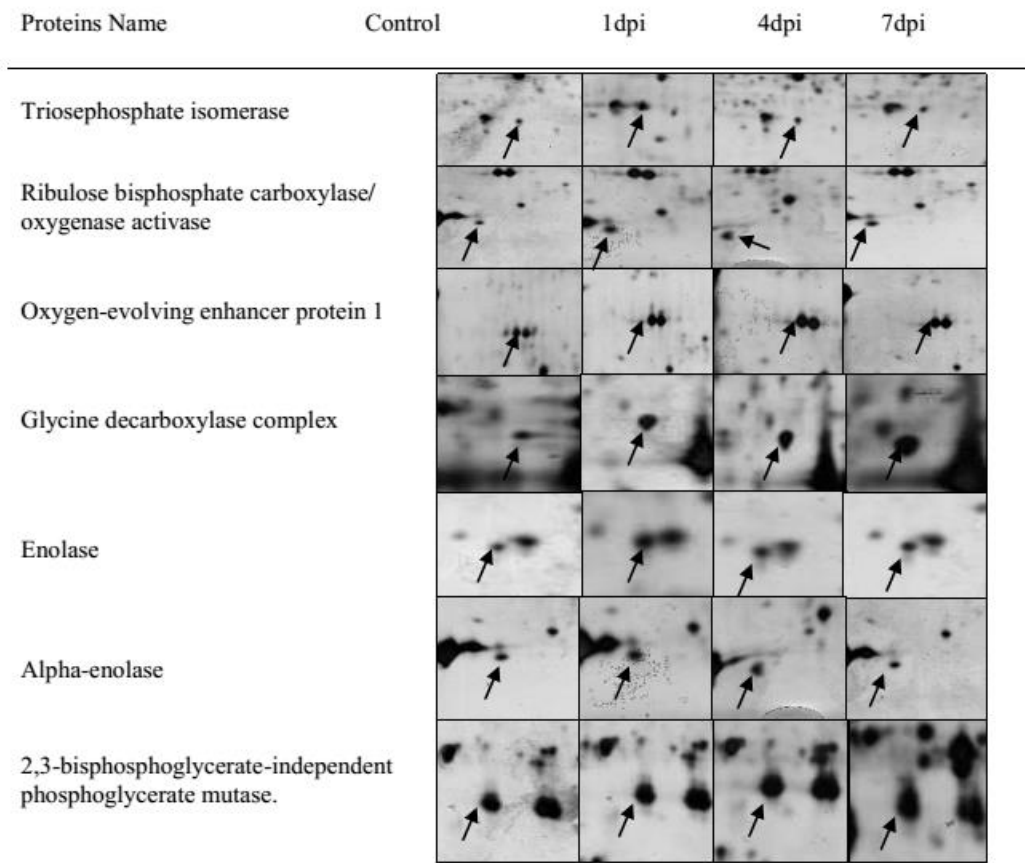 Proteins Name Control 1dpi 4dpi 7dpi
Triosephosphate isomerase
Ribulose bisphosphate carboxylase/
oxygenase activase
Oxygen-evolving enhancer protein 1
Glycine decarboxylase complex
Enolase
Alpha-enolase
2,3-bisphosphoglycerate-independent
phosphoglycerate mutase.